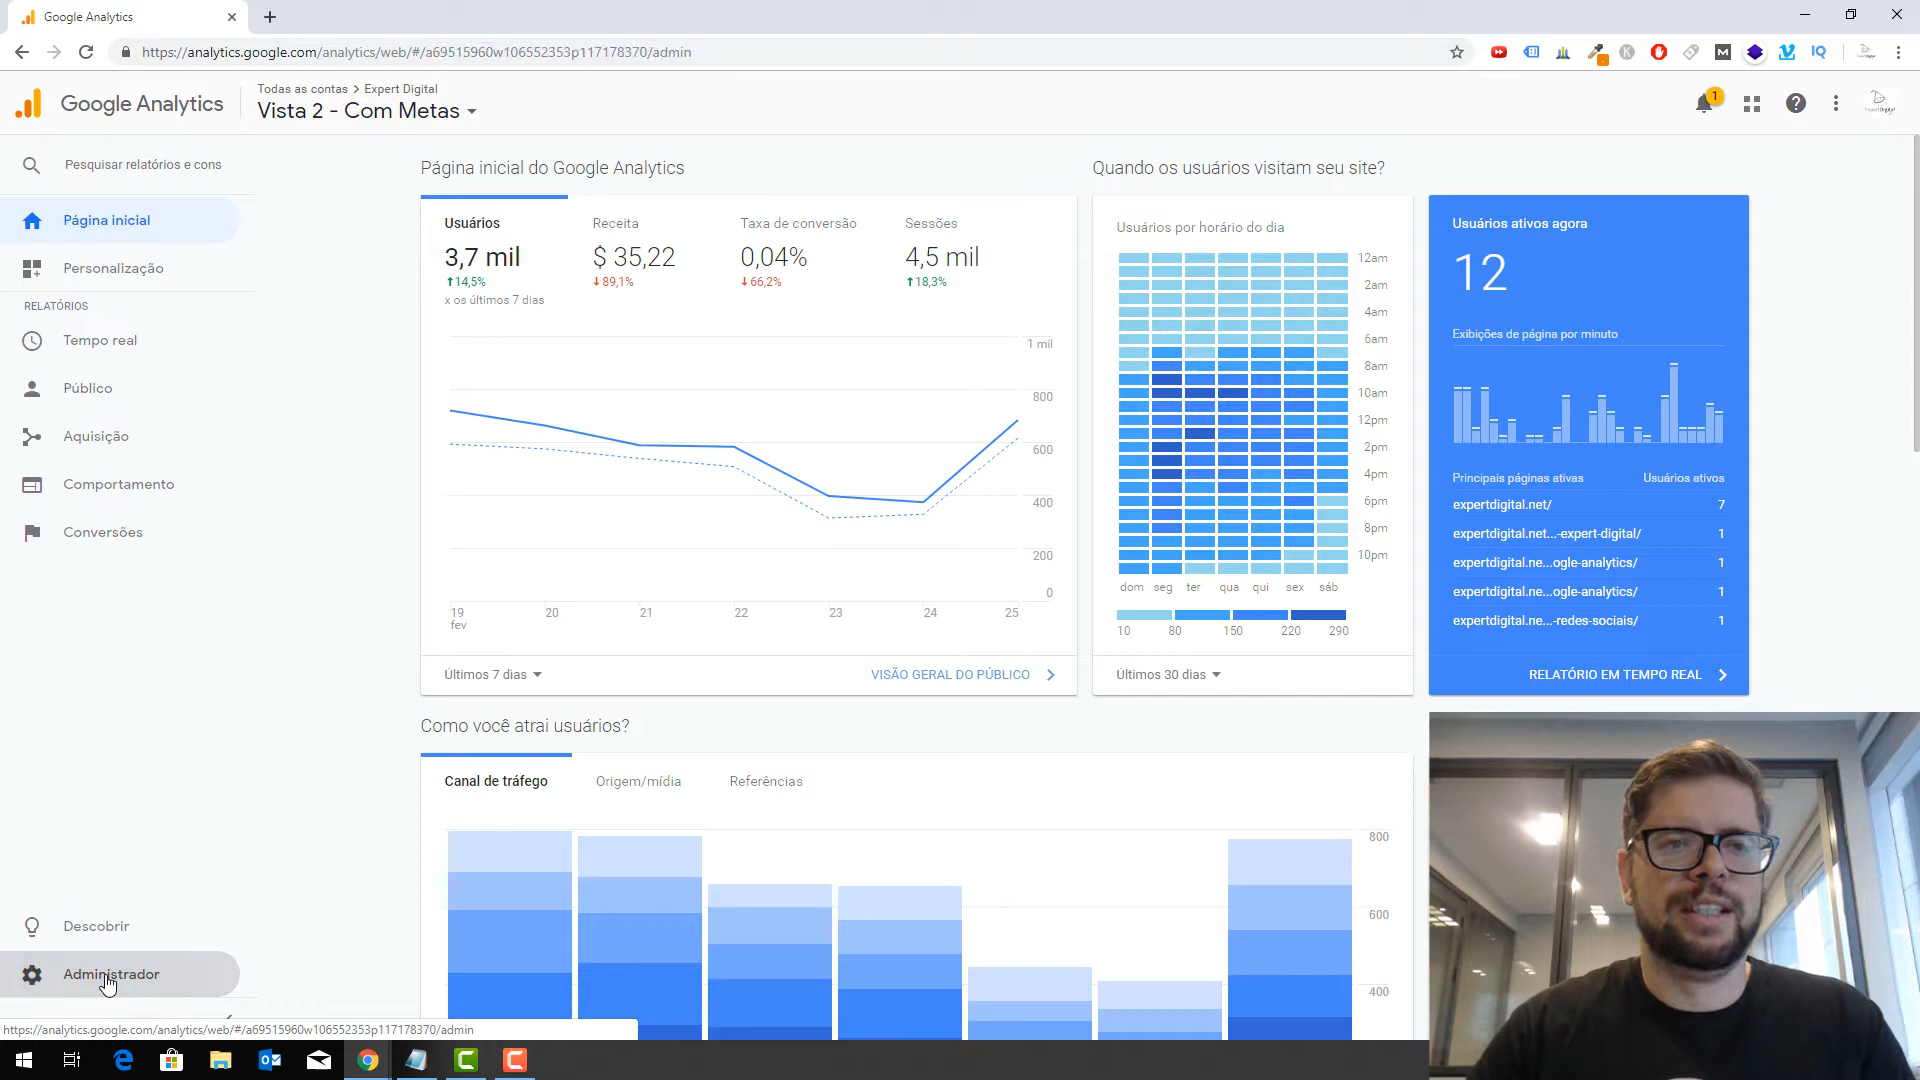 Google Analytics
https://analytics.google.com/analytics/web/#/a69515960w106552353p117178370/admin
Google Analytics
Todas as contas > Expert Digital
Vista 2 - Com Metas
1
Pesquisar relatórios e cons
Página inicial
Personalização
RELATÓRIOS
Tempo real
Público
Aquisição
Comportamento
Conversões
Descobrir
Administrador
https://analytics.google.com/analytics/web/#/a69515960w106552353p117178370/admin
Página inicial do Google Analytics
Usuários
3,7 mil
14,5%
x os últimos 7 dias
Receita
$ 35,22
89,1%
Taxa de conversão
0,04%
66,2%
Sessões
4,5 mil
18,3%
1 mil
800
600
400
200
0
19 20 21 22 23 24 25
fev
Últimos 7 dias
VISÃO GERAL DO PÚBLICO
Quando os usuários visitam seu site?
Usuários por horário do dia
12am
2am
4am
6am
8am
10am
12pm
2pm
4pm
6pm
8pm
10pm
dom seg ter qua qui sex sáb
10 80 150 220 290
Últimos 30 dias
Usuários ativos agora
12
Exibições de página por minuto
Principais páginas ativas Usuários ativos
expertdigital.net/ 7
expertdigital.net...-expert-digital/ 1
expertdigital.ne...ogle-analytics/ 1
expertdigital.ne...ogle-analytics/ 1
expertdigital.ne...-redes-sociais/ 1
RELATÓRIO EM TEMPO REAL
Como você atrai usuários?
Canal de tráfego Origem/mídia Referências
800
600
400